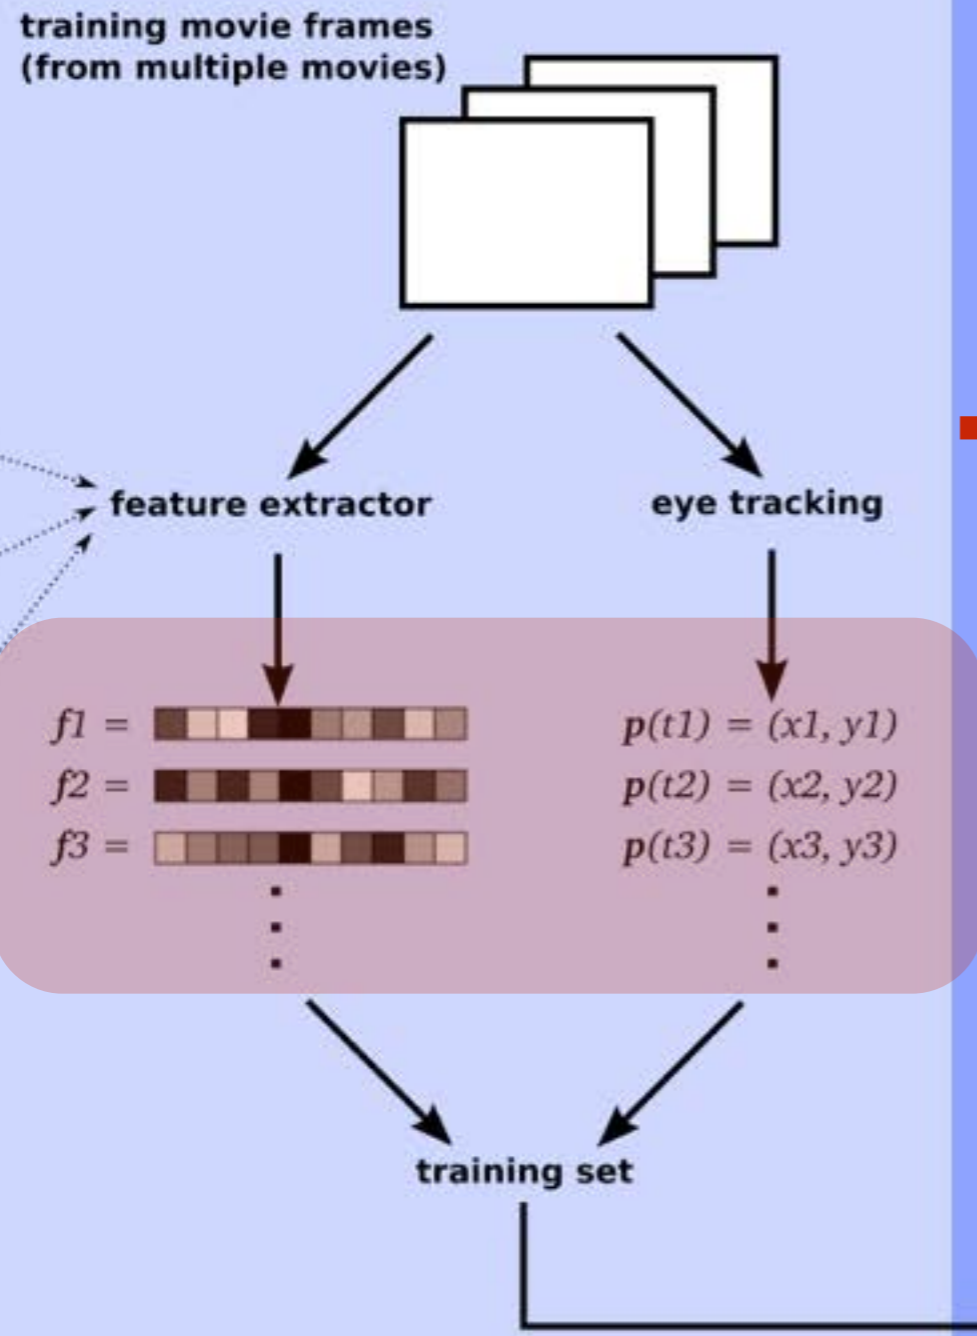 training movie frames
(from multiple movies)
feature extractor
eye tracking
f1 =
p(t1) = (x1, y1)
f2 =
p(t2) = (x2, y2)
f3 =
p(t3) = (x3, y3)
training set